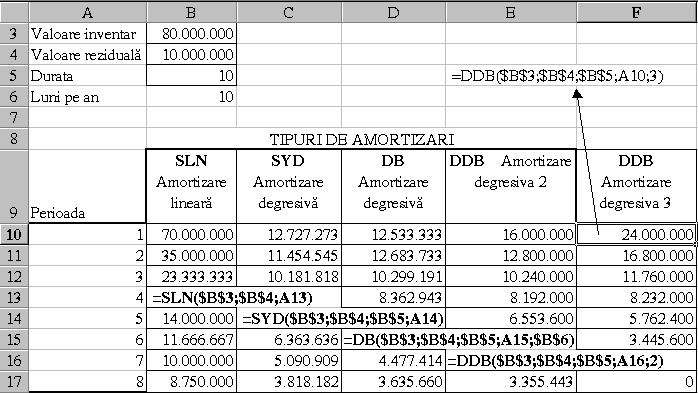 A B C D E F
3 Valoare inventar 80.000.000
4 Valoare reziduală 10.000.000
5 Durata 10 =DDB($B$3;$B$4;$B$5;A10;3)
6 Luni pe an 10
7
8 TIPURI DE AMORTIZARI
SLN SYD DB DDB Amortizare DDB
Amortizare Amortizare Amortizare degresiva 2 Amortizare
9 Perioada lineară degresivă degresivă degresiva 3
10 1 70.000.000 12.727.273 12.533.333 16.000.000 24.000.000
11 2 35.000.000 11.454.545 12.683.733 12.800.000 16.800.000
12 3 23.333.333 10.181.818 10.299.191 10.240.000 11.760.000
13 4 =SLN($B$3;$B$4;A13) 8.362.943 8.192.000 8.232.000
14 5 14.000.000 =SYD($B$3;$B$4;$B$5;A14) 6.553.600 5.762.400
15 6 11.666.667 6.363.636 =DB($B$3;$B$4;$B$5;A15;$B$6) 3.445.600
16 7 10.000.000 5.090.909 4.477.414 =DDB($B$3;$B$4;$B$5;A16;2)
17 8 8.750.000 3.818.182 3.635.660 3.355.443 0